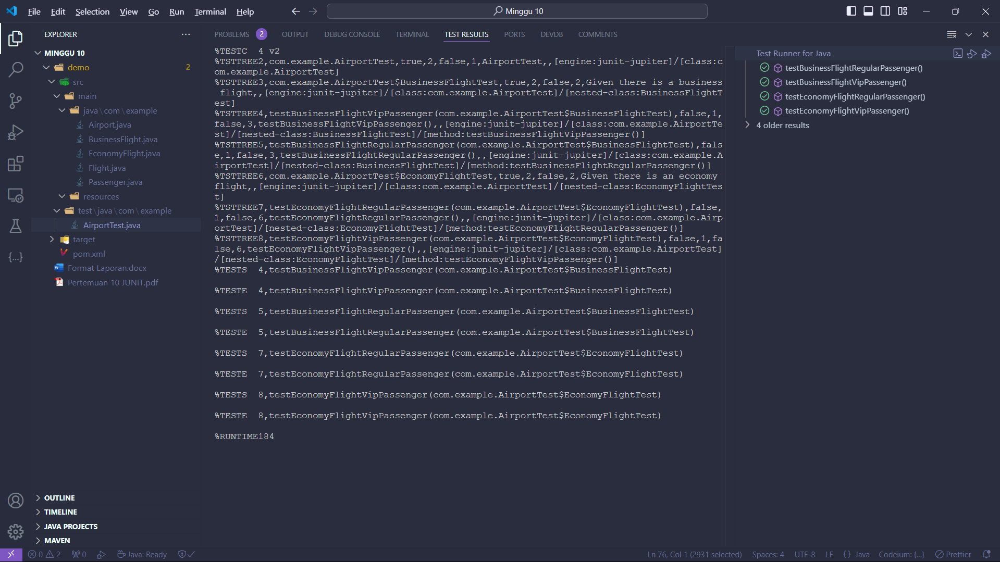 File Edit Selection View Go Run Terminal Help
Minggu 10
EXPLORER
MINGGU 10
demo 2
src
main
java\com\example
Airport.java
BusinessFlight.java
EconomyFlight.java
Flight.java
Passenger.java
resources
test\java\com\example
AirportTest.java
target
pom.xml
Format Laporan.docx
Pertemuan 10 JUNIT.pdf
OUTLINE
TIMELINE
JAVA PROJECTS
MAVEN
PROBLEMS 2 OUTPUT DEBUG CONSOLE TERMINAL TEST RESULTS PORTS DEVDB COMMENTS
%TESTC  4 v2
%TSTTREE2,com.example.AirportTest,true,2,false,1,AirportTest,,[engine:junit-jupiter]/[class:c
om.example.AirportTest]
%TSTTREE3,com.example.AirportTest$BusinessFlightTest,true,2,false,2,Given there is a business
 flight,,[engine:junit-jupiter]/[class:com.example.AirportTest]/[nested-class:BusinessFlightT
est]
%TSTTREE4,testBusinessFlightVipPassenger(com.example.AirportTest$BusinessFlightTest),false,1,
false,3,testBusinessFlightVipPassenger(),,[engine:junit-jupiter]/[class:com.example.AirportTe
st]/[nested-class:BusinessFlightTest]/[method:testBusinessFlightVipPassenger()]
%TSTTREE5,testBusinessFlightRegularPassenger(com.example.AirportTest$BusinessFlightTest),fals
e,1,false,3,testBusinessFlightRegularPassenger(),,[engine:junit-jupiter]/[class:com.example.A
irportTest]/[nested-class:BusinessFlightTest]/[method:testBusinessFlightRegularPassenger()]
%TSTTREE6,com.example.AirportTest$EconomyFlightTest,true,2,false,2,Given there is an economy
flight,,[engine:junit-jupiter]/[class:com.example.AirportTest]/[nested-class:EconomyFlightTes
t]
%TSTTREE7,testEconomyFlightRegularPassenger(com.example.AirportTest$EconomyFlightTest),false,
1,false,6,testEconomyFlightRegularPassenger(),,[engine:junit-jupiter]/[class:com.example.Airp
ortTest]/[nested-class:EconomyFlightTest]/[method:testEconomyFlightRegularPassenger()]
%TSTTREE8,testEconomyFlightVipPassenger(com.example.AirportTest$EconomyFlightTest),false,1,fa
lse,6,testEconomyFlightVipPassenger(),,[engine:junit-jupiter]/[class:com.example.AirportTest]
/[nested-class:EconomyFlightTest]/[method:testEconomyFlightVipPassenger()]
%TESTS  4,testBusinessFlightVipPassenger(com.example.AirportTest$BusinessFlightTest)
%TESTE  4,testBusinessFlightVipPassenger(com.example.AirportTest$BusinessFlightTest)
%TESTS  5,testBusinessFlightRegularPassenger(com.example.AirportTest$BusinessFlightTest)
%TESTE  5,testBusinessFlightRegularPassenger(com.example.AirportTest$BusinessFlightTest)
%TESTS  7,testEconomyFlightRegularPassenger(com.example.AirportTest$EconomyFlightTest)
%TESTE  7,testEconomyFlightRegularPassenger(com.example.AirportTest$EconomyFlightTest)
%TESTS  8,testEconomyFlightVipPassenger(com.example.AirportTest$EconomyFlightTest)
%TESTE  8,testEconomyFlightVipPassenger(com.example.AirportTest$EconomyFlightTest)
%RUNTIME184
Test Runner for Java
testBusinessFlightRegularPassenger()
testBusinessFlightVipPassenger()
testEconomyFlightRegularPassenger()
testEconomyFlightVipPassenger()
4 older results
0 2 0 Java: Ready Ln 76, Col 1 (2931 selected) Spaces: 4 UTF-8 LF {} Java Codeium: {...} Prettier